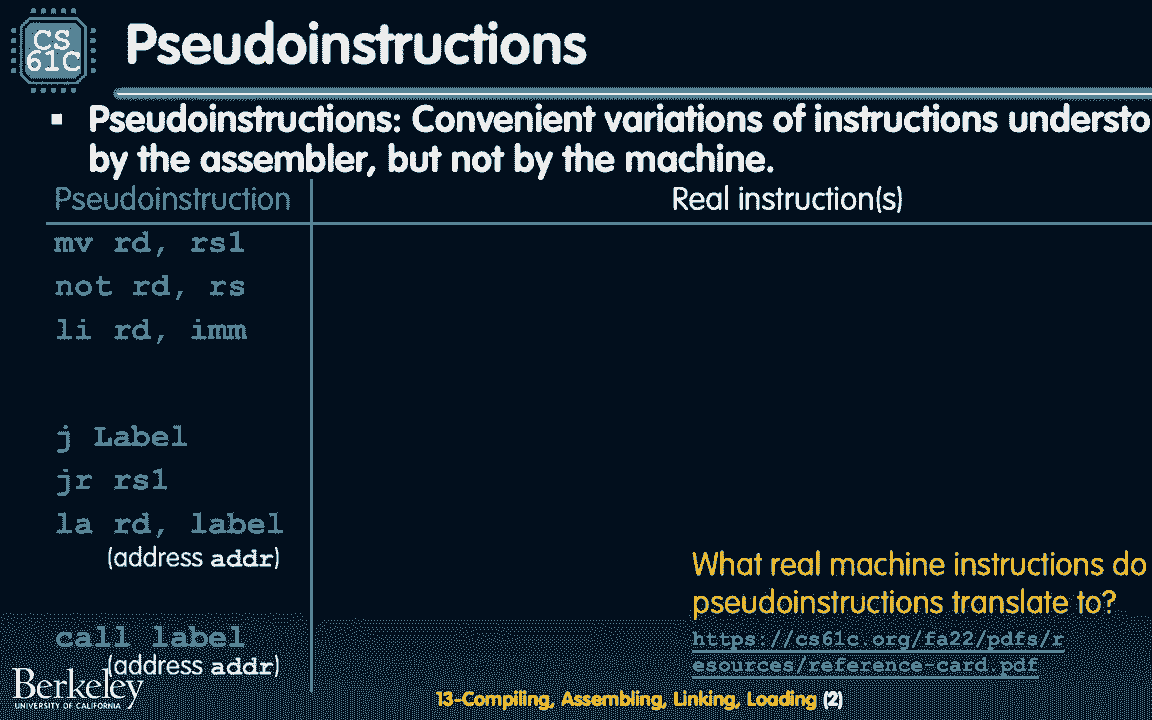 CS
61C
Pseudoinstructions
▪ Pseudoinstructions: Convenient variations of instructions understo
by the assembler, but not by the machine.
Pseudoinstruction Real instruction(s)
mv rd, rs1
not rd, rs
li rd, imm
j Label
jr rs1
la rd, label
(address addr)
What real machine instructions do
pseudoinstructions translate to?
call label
(address addr)
https://cs61c.org/fa22/pdfs/r
esources/reference-card.pdf
Berkeley
UNIVERSITY OF CALIFORNIA
13-Compiling, Assembling, Linking, Loading (2)